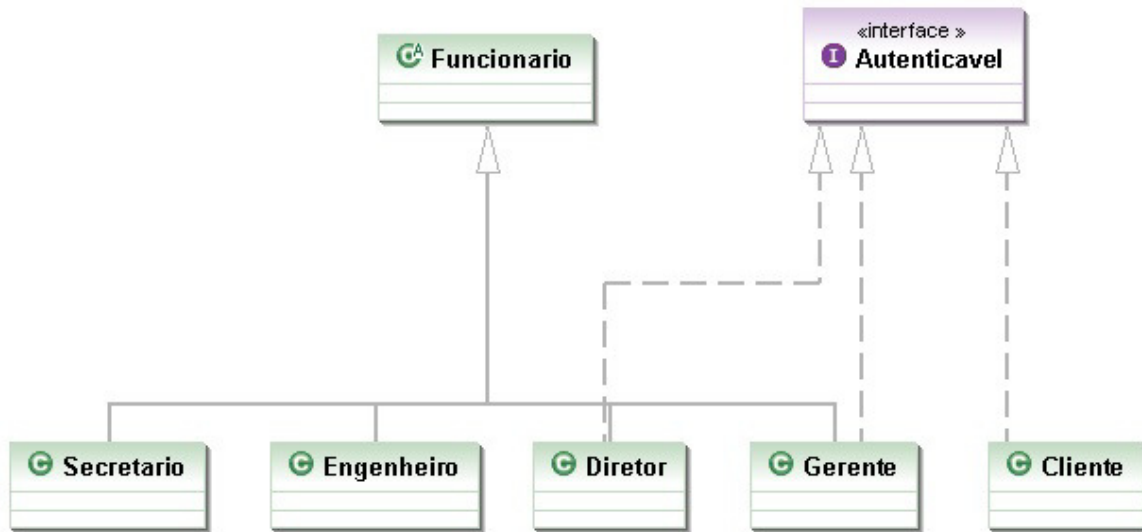 Funcionario
«interface »
Autenticavel
Secretario
Engenheiro
Diretor
Gerente
Cliente